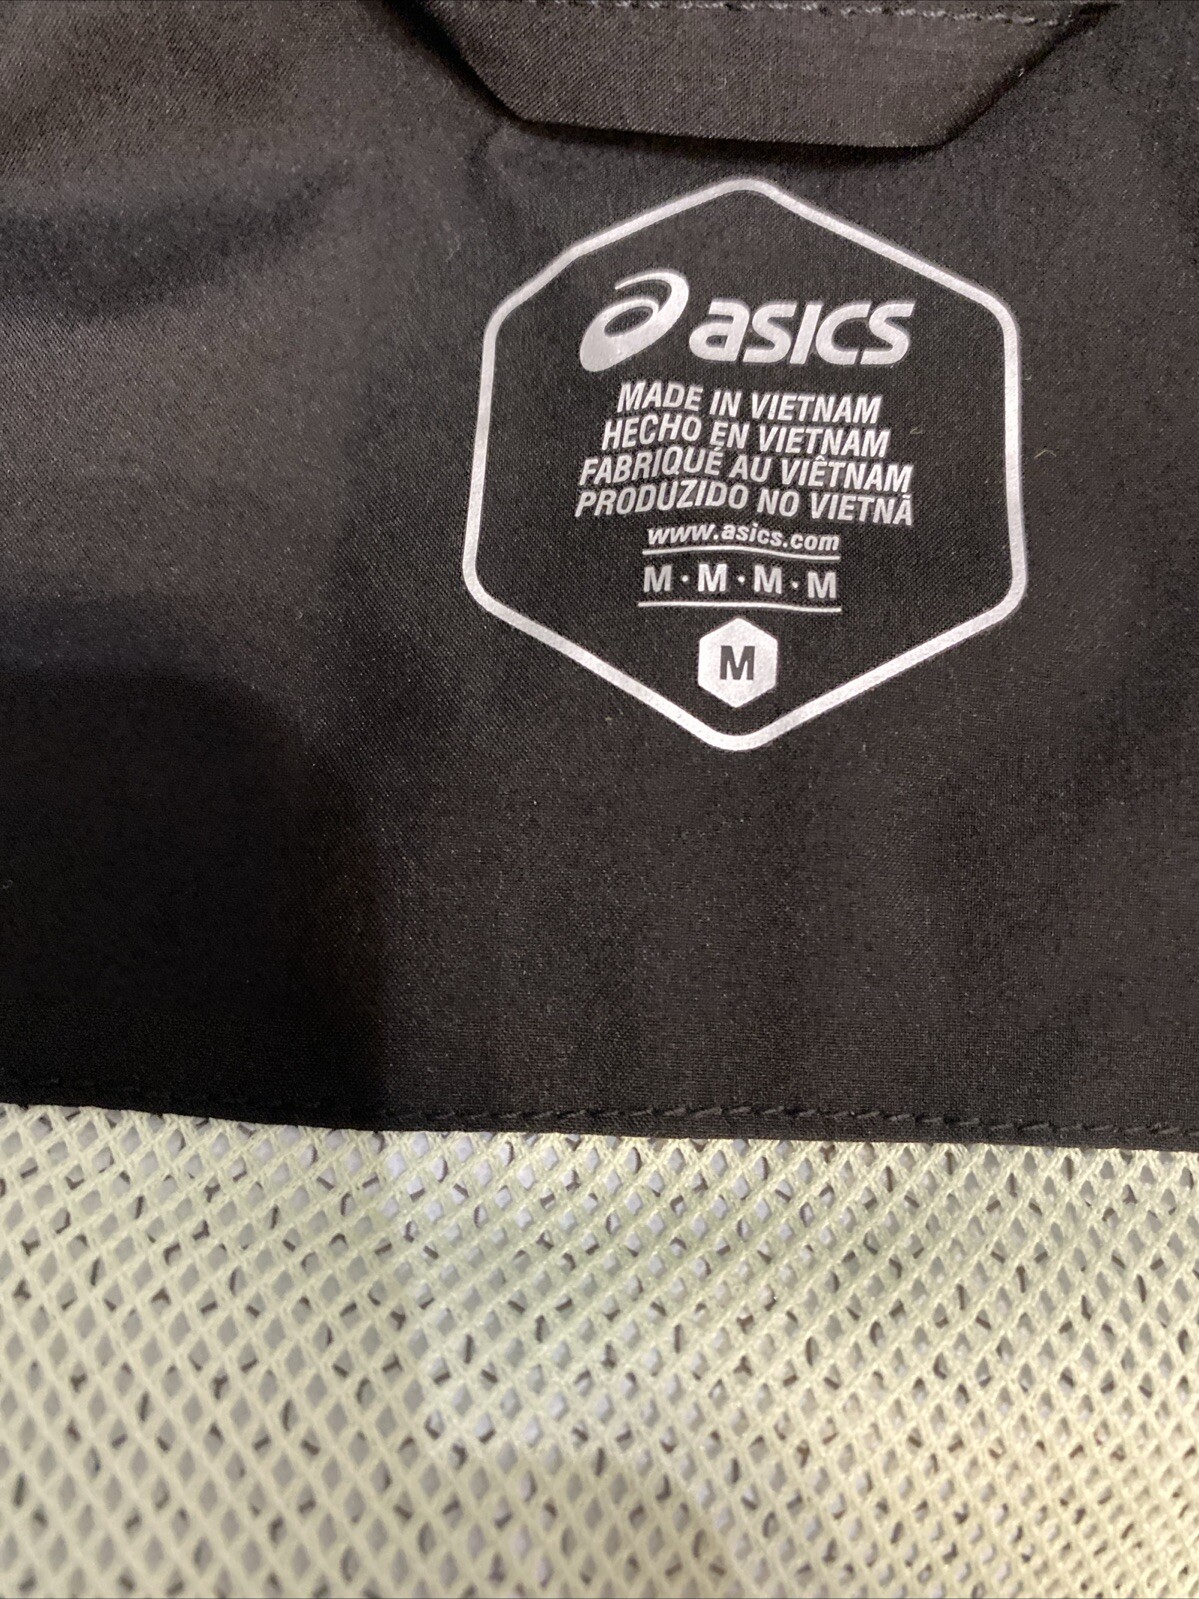 asics
MADE IN VIETNAM
HECHO EN VIETNAM
FABRIQUÉ AU VIÊTNAM
PRODUZIDO NO VIETNÃ
www.asics.com
M · M · M · M
M